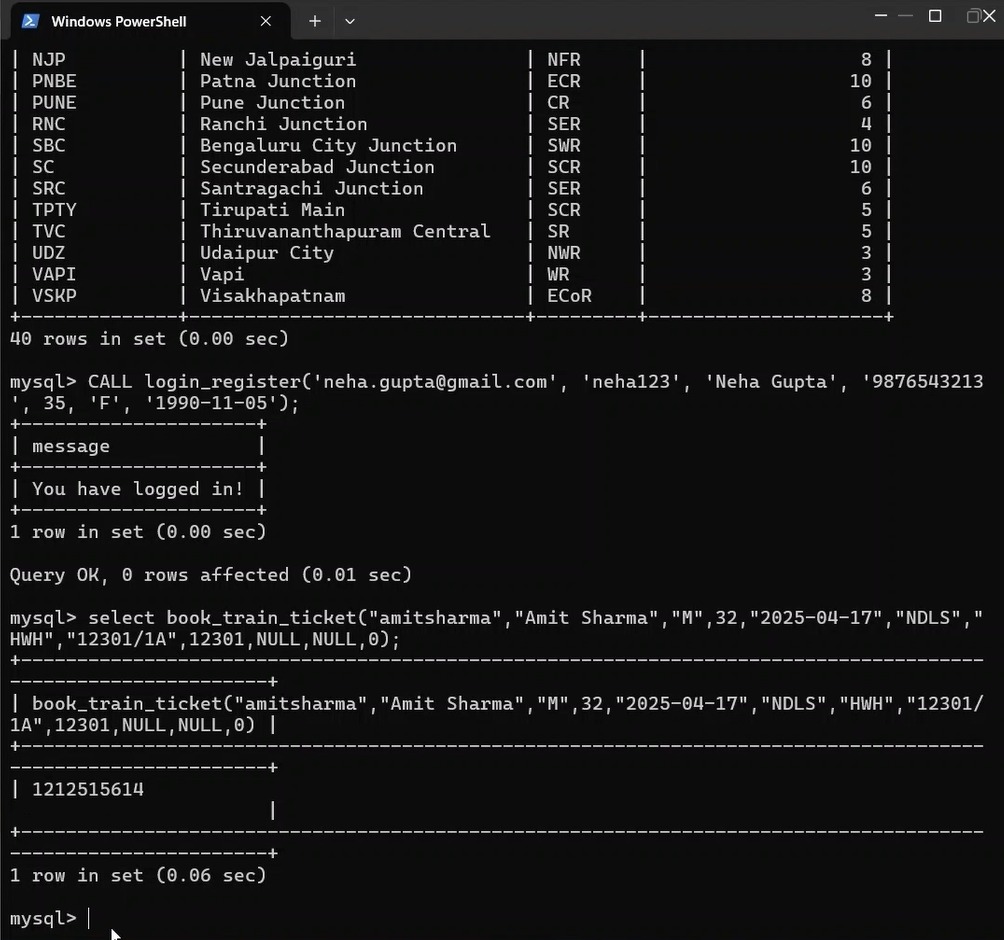 Windows PowerShell
| NJP | New Jalpaiguri | NFR | 8 |
| PNBE | Patna Junction | ECR | 10 |
| PUNE | Pune Junction | CR | 6 |
| RNC | Ranchi Junction | SER | 4 |
| SBC | Bengaluru City Junction | SWR | 10 |
| SC | Secunderabad Junction | SCR | 10 |
| SRC | Santragachi Junction | SER | 6 |
| TPTY | Tirupati Main | SCR | 5 |
| TVC | Thiruvananthapuram Central | SR | 5 |
| UDZ | Udaipur City | NWR | 3 |
| VAPI | Vapi | WR | 3 |
| VSKP | Visakhapatnam | ECoR | 8 |
40 rows in set (0.00 sec)
mysql> CALL login_register('neha.gupta@gmail.com', 'neha123', 'Neha Gupta', '9876543213
', 35, 'F', '1990-11-05');
| message |
| You have logged in! |
1 row in set (0.00 sec)
Query OK, 0 rows affected (0.01 sec)
mysql> select book_train_ticket("amitsharma","Amit Sharma","M",32,"2025-04-17","NDLS","
HWH","12301/1A",12301,NULL,NULL,0);
| book_train_ticket("amitsharma","Amit Sharma","M",32,"2025-04-17","NDLS","HWH","12301/
1A",12301,NULL,NULL,0) |
| 1212515614
|
1 row in set (0.06 sec)
mysql>